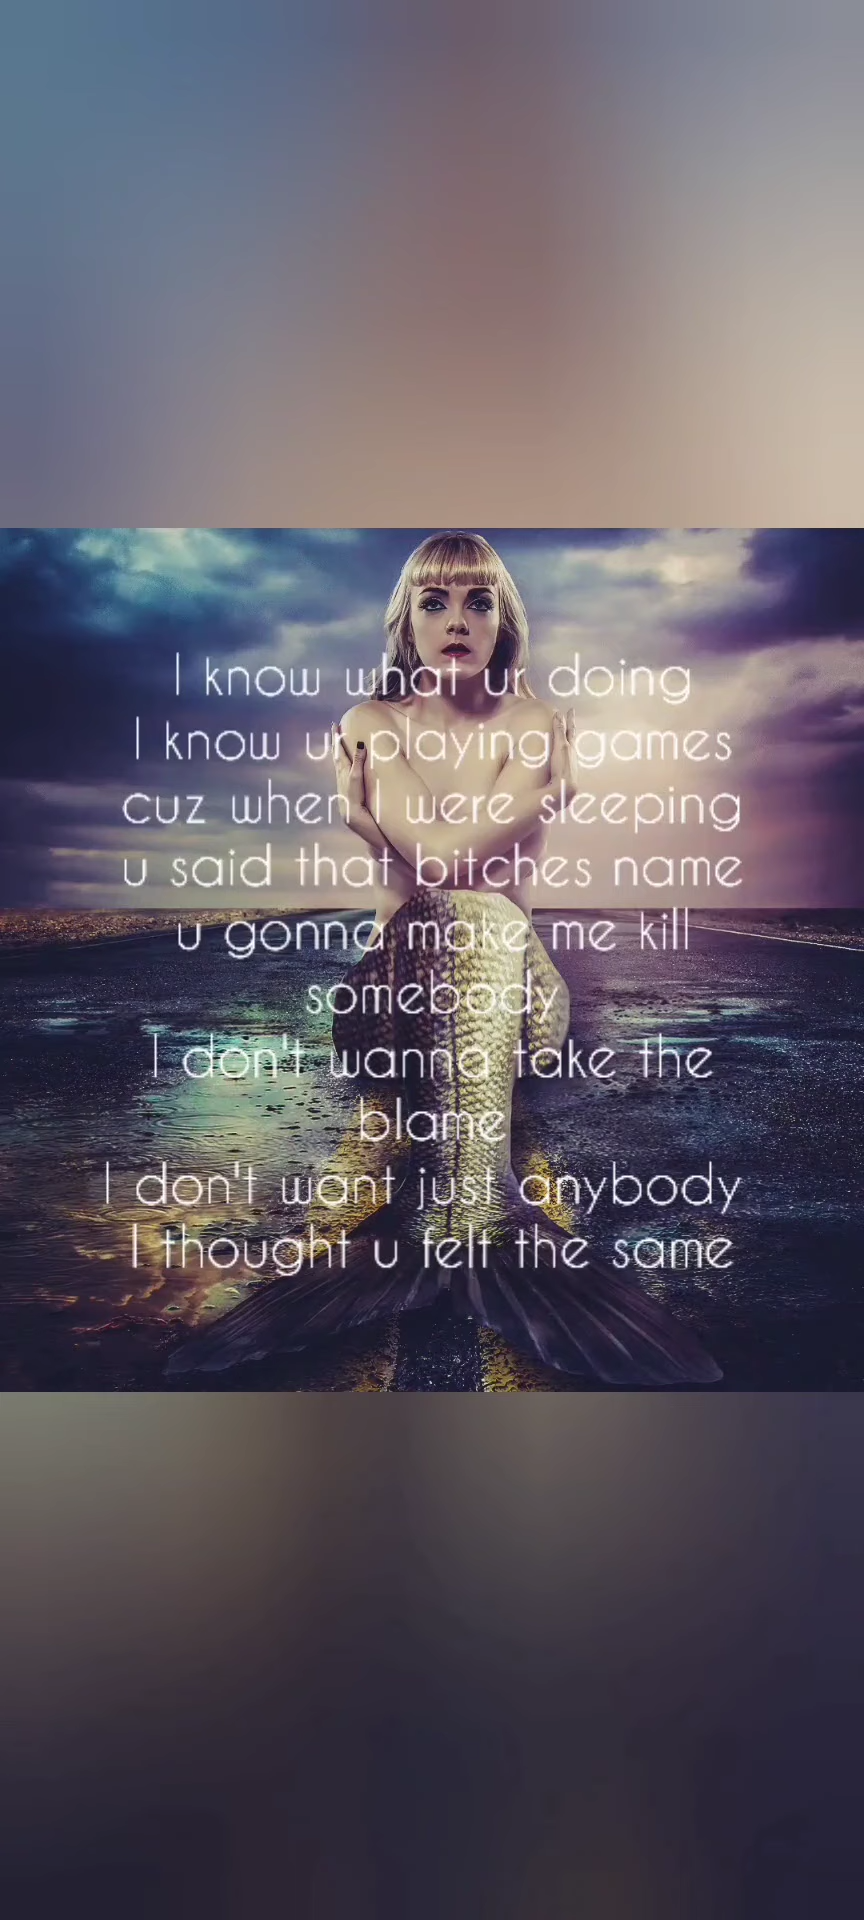 I know what ur doing
I know ur playing games
cuz when I were sleeping
u said that bitches name
u gonna make me kill
somebody
I don't wanna take the
blame
I don't want just anybody
I thought u felt the same